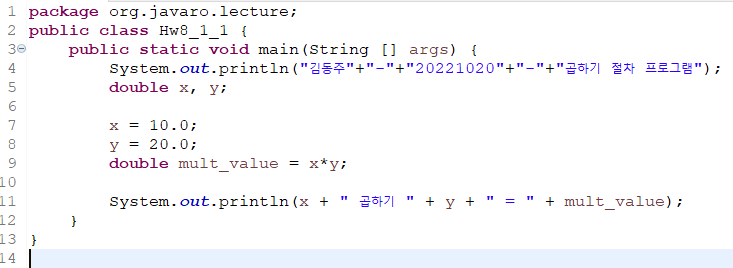 1 package org.javaro.lecture;
2 public class Hw8_1_1 {
3 public static void main(String [] args) {
4 System.out.println("김동주"+"-"+"20221020"+"-"+"곱하기 절차 프로그램");
5 double x, y;
6
7 x = 10.0;
8 y = 20.0;
9 double mult_value = x*y;
10
11 System.out.println(x + " 곱하기 " + y + " = " + mult_value);
12 }
13 }
14